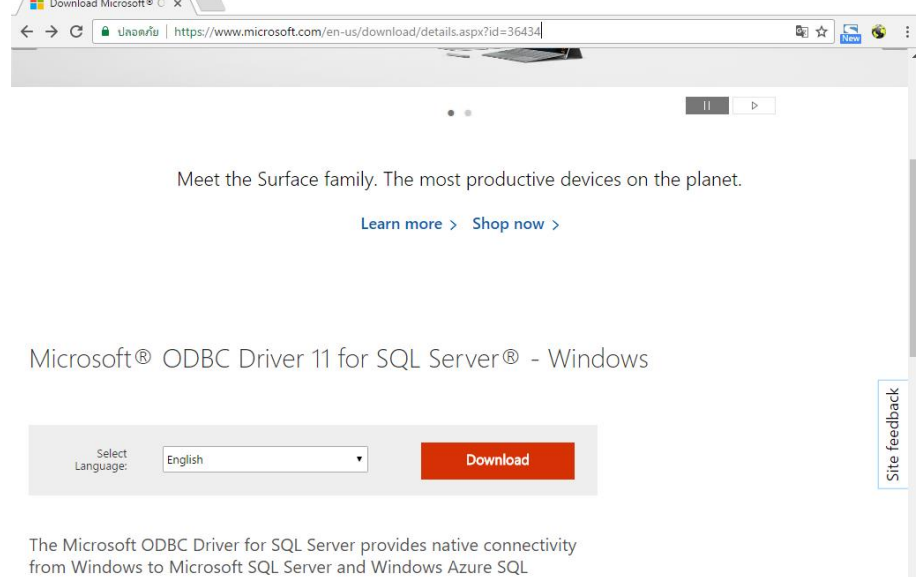 Download Microsoft®
ปลอดภัย https://www.microsoft.com/en-us/download/details.aspx?id=36434
New
Meet the Surface family. The most productive devices on the planet.
Learn more > Shop now >
Microsoft® ODBC Driver 11 for SQL Server® - Windows
Site feedback
Select
Language:
English
Download
The Microsoft ODBC Driver for SQL Server provides native connectivity
from Windows to Microsoft SQL Server and Windows Azure SQL